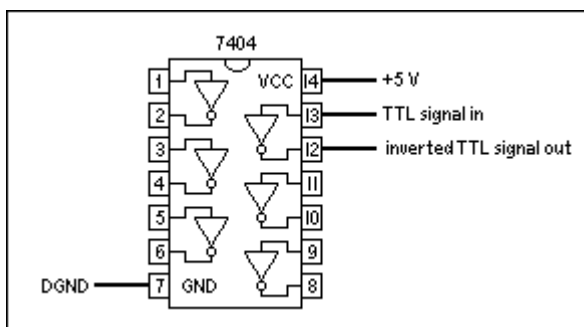 7404
1 VCC 14 +5 V
2 13 TTL signal in
3 12 inverted TTL signal out
4 11
5 10
6 9
DGND 7 GND 8